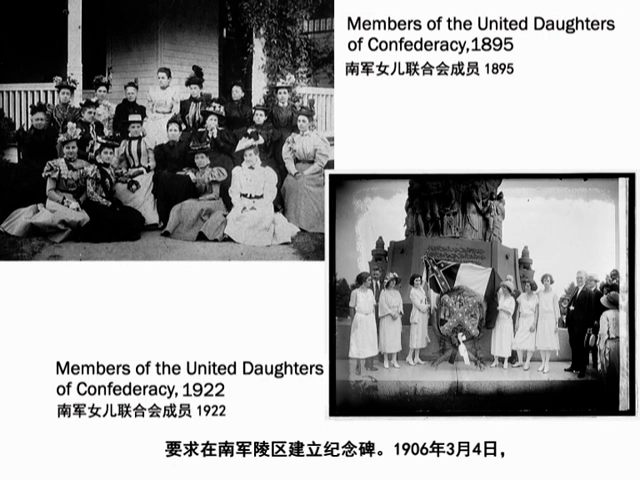 Members of the United Daughters
of Confederacy,1895
南军女儿联合会成员 1895
Members of the United Daughters
of Confederacy, 1922
南军女儿联合会成员 1922
要求在南军陵区建立纪念碑。1906年3月4日，